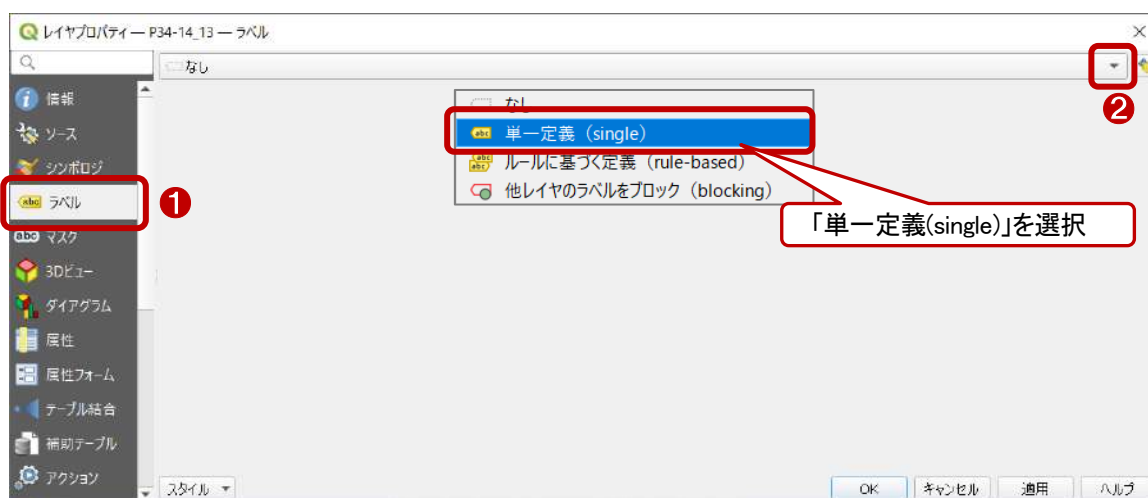 レイヤプロパティ — P34-14_13 — ラベル
なし
情報
ソース
シンボロジ
ラベル
マスク
3Dビュー
ダイアグラム
属性
属性フォーム
テーブル結合
補助テーブル
アクション
❶
❷
なし
単一定義 (single)
ルールに基づく定義 (rule-based)
他レイヤのラベルをブロック (blocking)
「単一定義(single)」を選択
スタイル
OK
キャンセル
適用
ヘルプ